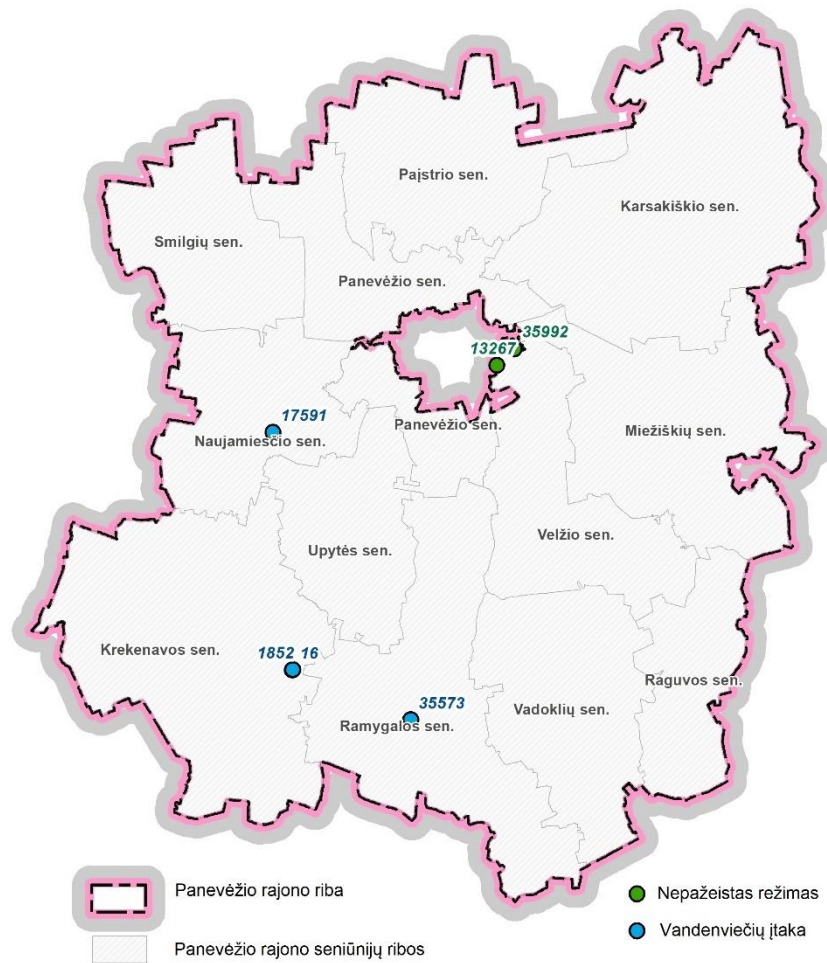 Paįstrio sen.
Karsakiškio sen.
Smilgių sen.
Panevėžio sen.
35992
13267
17591
Naujamiesčio sen.
Panevėžio sen.
Miežiškių sen.
Upytės sen.
Velžio sen.
Krekenavos sen.
1852 16
Raguvos sen.
35573
Ramygalos sen.
Vadoklių sen.
Panevėžio rajono riba
Nepažeistas režimas
Panevėžio rajono seniūnijų ribos
Vandenviečių įtaka